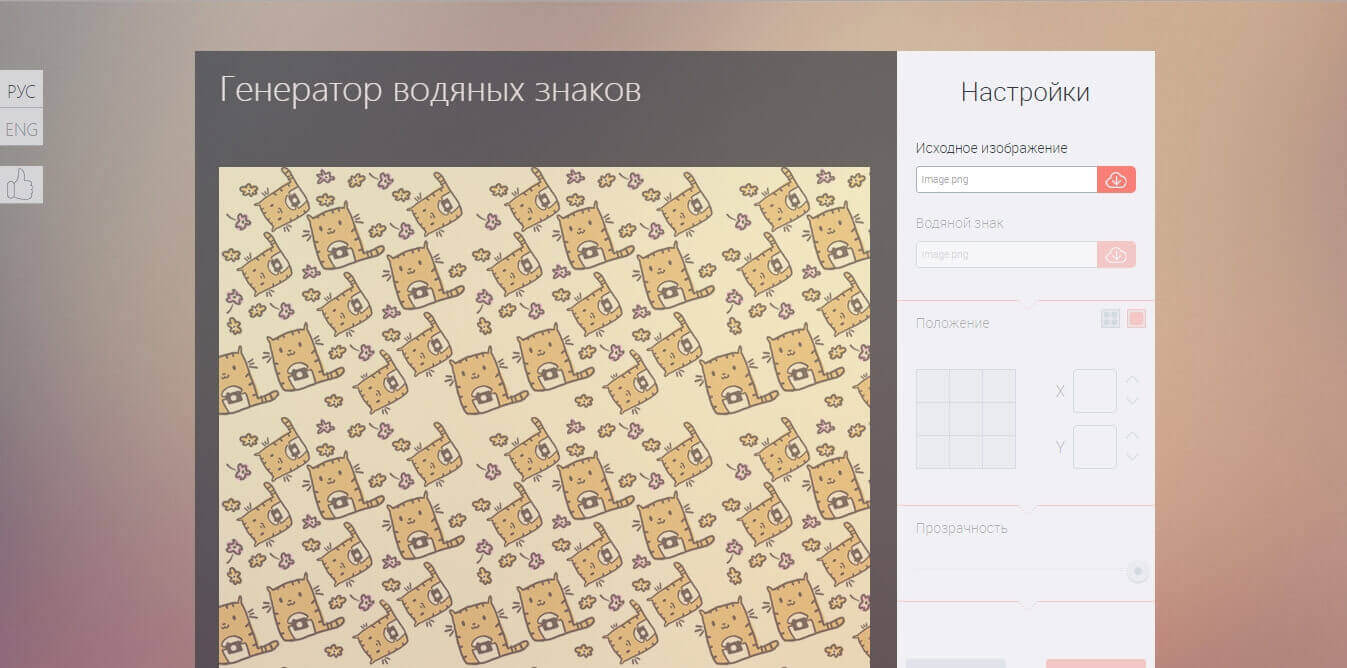 РУС
ENG
Генератор водяных знаков
Настройки
Исходное изображение
Image.png
Водяной знак
Image.png
Положение
X
Y
Прозрачность